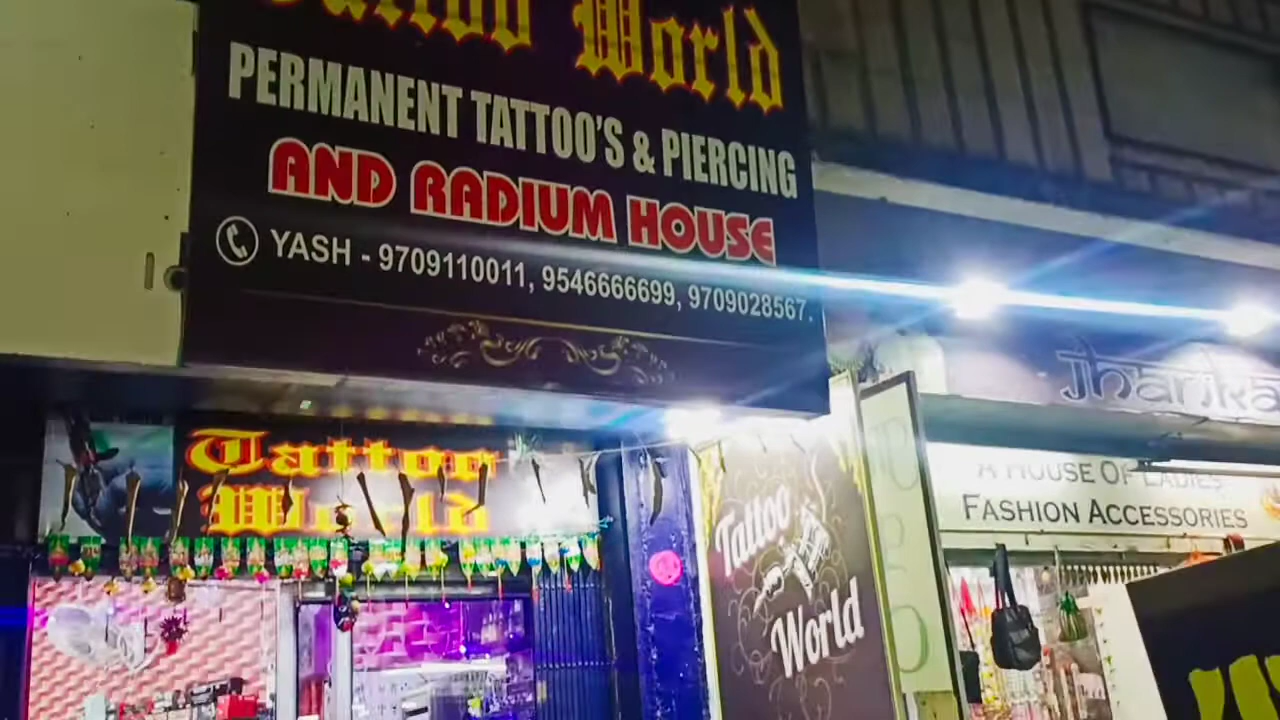 Tattoo World
PERMANENT TATTOO'S & PIERCING
AND RADIUM HOUSE
YASH - 9709110011, 9546666699, 9709028567.
Tattoo
World
Tattoo
World
A HOUSE OF LADIES
FASHION ACCESSORIES